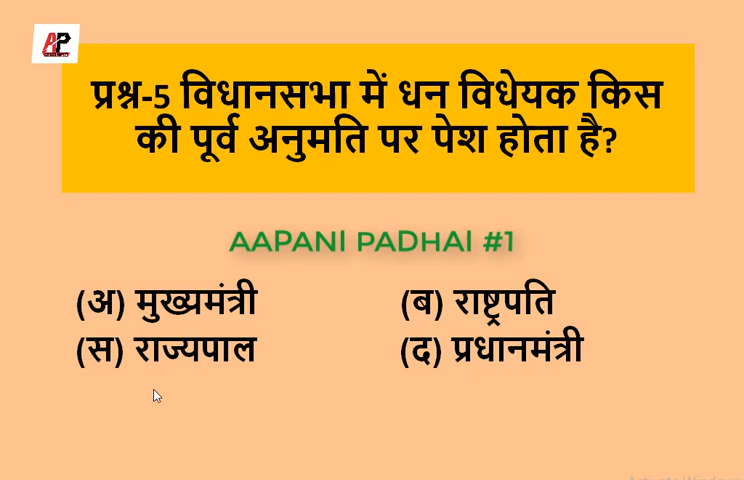 AP
प्रश्न-5 विधानसभा में धन विधेयक किस
की पूर्व अनुमति पर पेश होता है?
AAPANI PADHAI #1
(अ) मुख्यमंत्री (ब) राष्ट्रपति
(स) राज्यपाल (द) प्रधानमंत्री